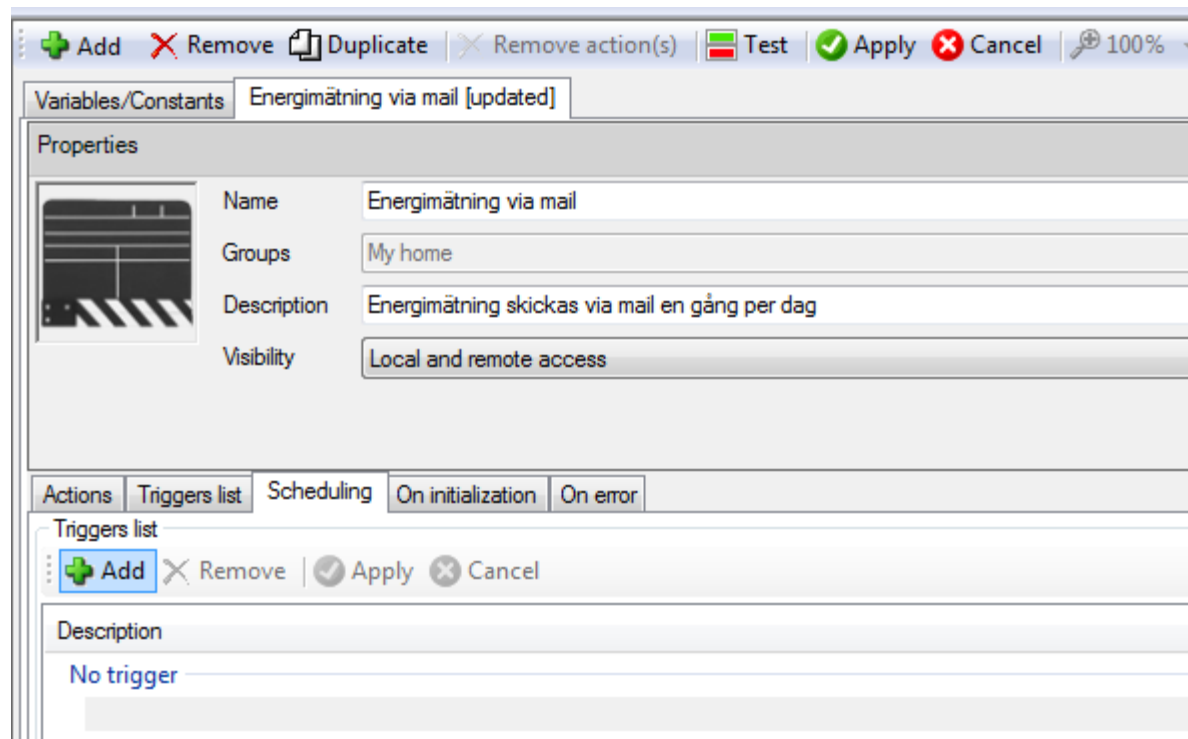 Add Remove Duplicate Remove action(s) Test Apply Cancel 100%
Variables/Constants Energimätning via mail [updated]
Properties
Name Energimätning via mail
Groups My home
Description Energimätning skickas via mail en gång per dag
Visibility Local and remote access
Actions Triggers list Scheduling On initialization On error
Triggers list
Add Remove Apply Cancel
Description
No trigger